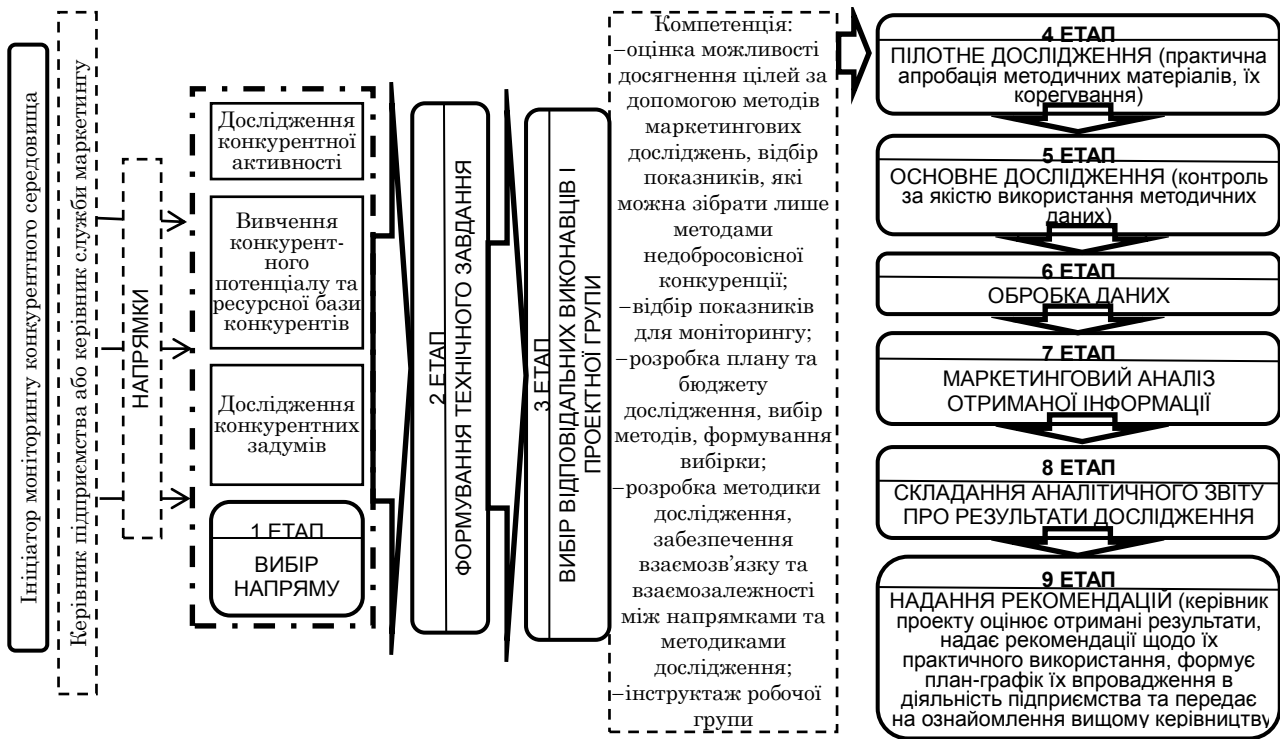 Ініціатор моніторингу конкурентного середовища
Керівник підприємства або керівник служби маркетингу
НАПРЯМКИ
Дослідження
конкурентної
активності
Вивчення
конкурент-
ного
потенціалу та
ресурсної бази
конкурентів
Дослідження
конкурентних
задумів
1 ЕТАП
ВИБІР
НАПРЯМУ
2 ЕТАП
ФОРМУВАННЯ ТЕХНІЧНОГО ЗАВДАННЯ
3 ЕТАП
ВИБІР ВІДПОВІДАЛЬНИХ ВИКОНАВЦІВ І
ПРОЕКТНОЇ ГРУПИ
Компетенція:
–оцінка можливості
досягнення цілей за
допомогою методів
маркетингових
досліджень, відбір
показників, які
можна зібрати лише
методами
недобросовісної
конкуренції;
–відбір показників
для моніторингу;
–розробка плану та
бюджету
дослідження, вибір
методів, формування
вибірки;
–розробка методики
дослідження,
забезпечення
взаємозв’язку та
взаємозалежності
між напрямками та
методиками
дослідження;
–інструктаж робочої
групи
4 ЕТАП
ПІЛОТНЕ ДОСЛІДЖЕННЯ (практична
апробація методичних матеріалів, їх
корегування)
5 ЕТАП
ОСНОВНЕ ДОСЛІДЖЕННЯ (контроль
за якістю використання методичних
даних)
6 ЕТАП
ОБРОБКА ДАНИХ
7 ЕТАП
МАРКЕТИНГОВИЙ АНАЛІЗ
ОТРИМАНОЇ ІНФОРМАЦІЇ
8 ЕТАП
СКЛАДАННЯ АНАЛІТИЧНОГО ЗВІТУ
ПРО РЕЗУЛЬТАТИ ДОСЛІДЖЕННЯ
9 ЕТАП
НАДАННЯ РЕКОМЕНДАЦІЙ (керівник
проекту оцінює отримані результати,
надає рекомендації щодо їх
практичного використання, формує
план-графік їх впровадження в
діяльність підприємства та передає
на ознайомлення вищому керівництву